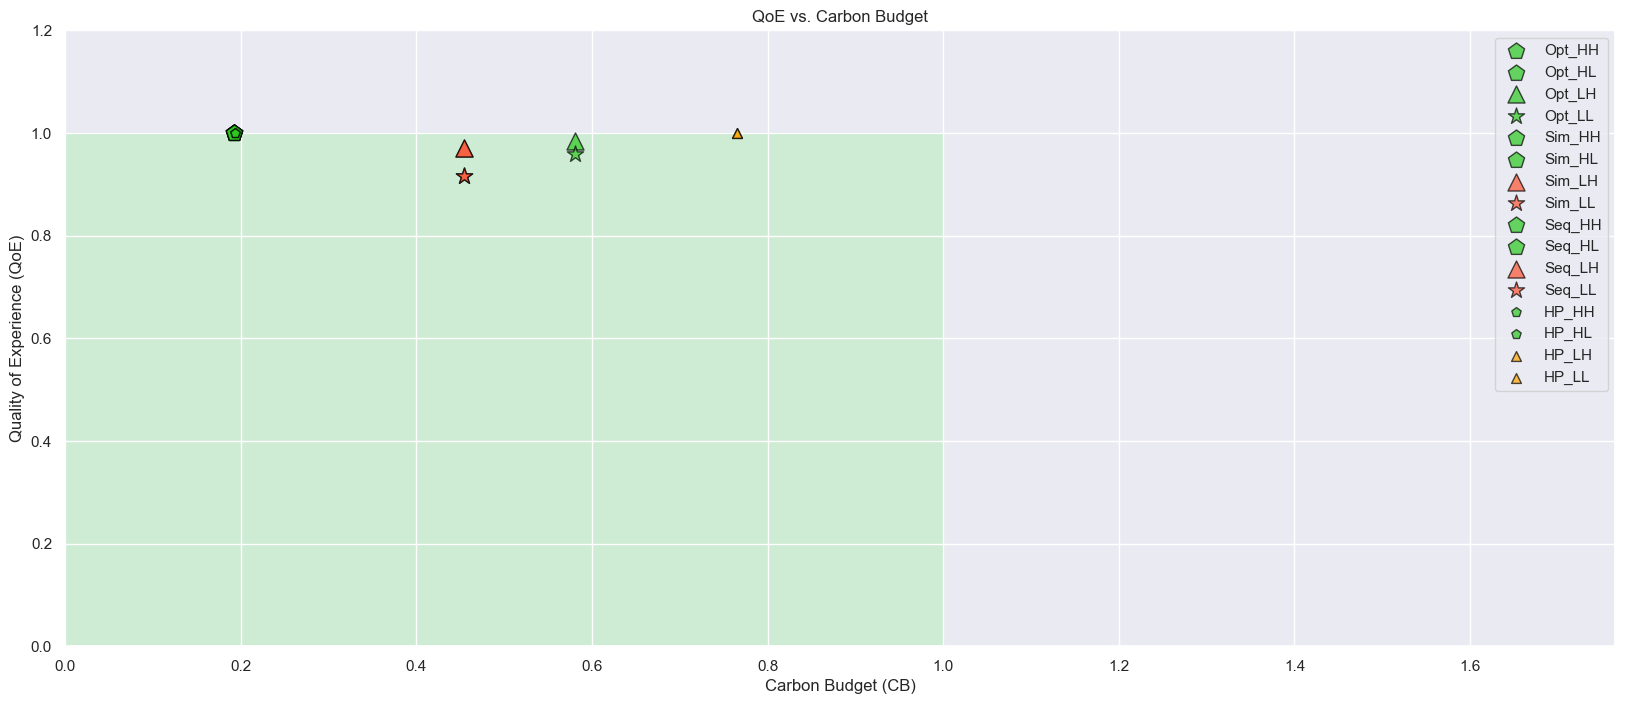 QoE vs. Carbon Budget
1.2
1.0
0.8
0.6
0.4
0.2
0.0
Quality of Experience (QoE)
0.0 0.2 0.4 0.6 0.8 1.0 1.2 1.4 1.6
Carbon Budget (CB)
Opt_HH
Opt_HL
Opt_LH
Opt_LL
Sim_HH
Sim_HL
Sim_LH
Sim_LL
Seq_HH
Seq_HL
Seq_LH
Seq_LL
HP_HH
HP_HL
HP_LH
HP_LL